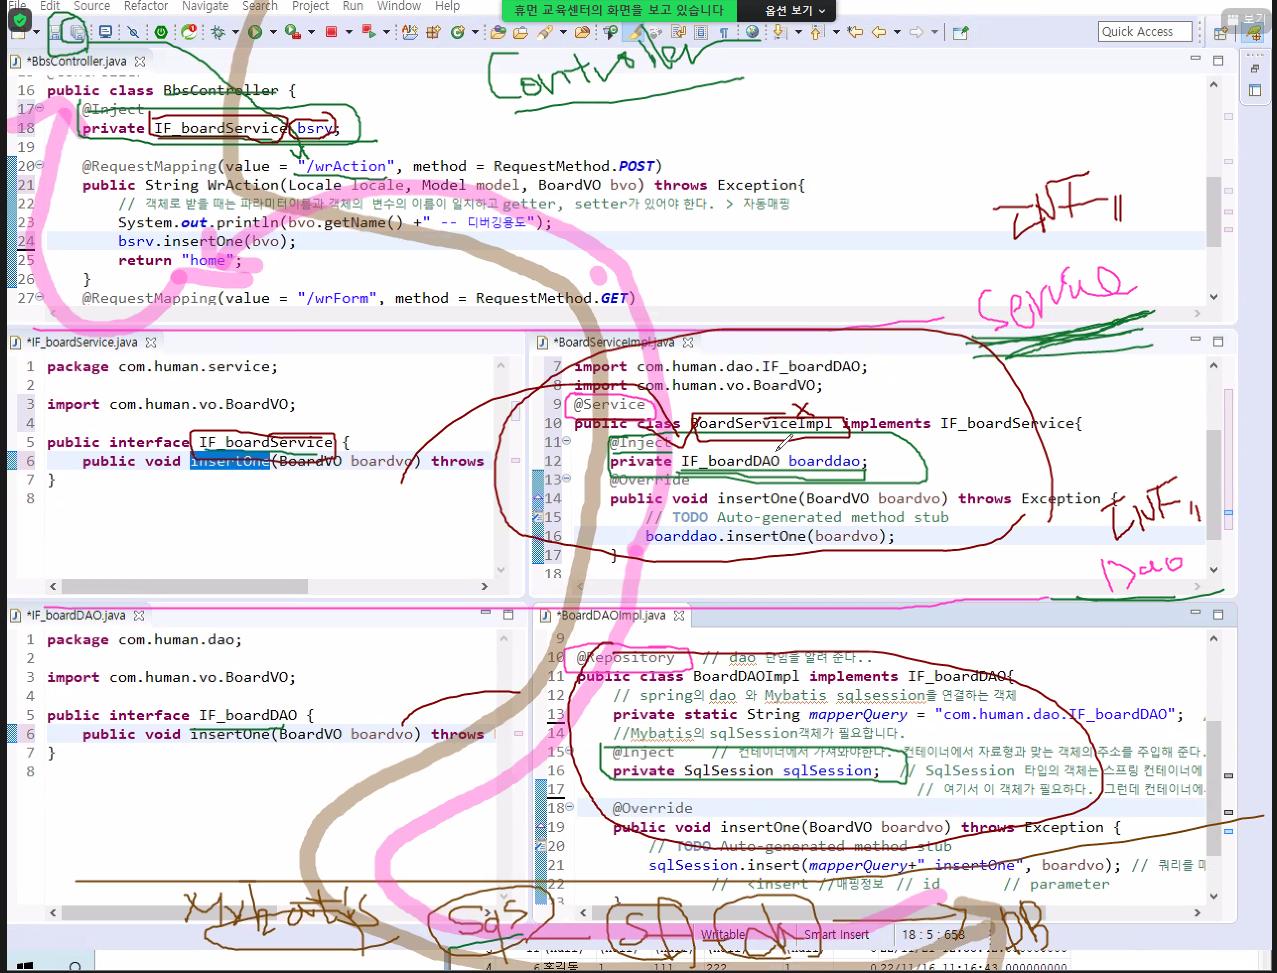 File Edit Source Refactor Navigate Search Project Run Window Help
휴먼 교육센터의 화면을 보고 있습니다
옵션 보기
보기
Quick Access
*BbsController.java
Controller
16 public class BbsController {
17 @Inject
18 private IF_boardService bsrv;
19
20 @RequestMapping(value = "/wrAction", method = RequestMethod.POST)
21 public String WrAction(Locale locale, Model model, BoardVO bvo) throws Exception{
22 // 객체로 받을 때는 파라미터이름과 객체의 변수의 이름이 일치하고 getter, setter가 있어야 한다. > 자동매핑
23 System.out.println(bvo.getName() +" -- 디버깅용도");
24 bsrv.insertOne(bvo);
25 return "home";
26 }
27 @RequestMapping(value = "/wrForm", method = RequestMethod.GET)
INF
Service
*IF_boardService.java
1 package com.human.service;
2
3 import com.human.vo.BoardVO;
4
5 public interface IF_boardService {
6 public void insertOne(BoardVO boardvo) throws
7 }
8
*BoardServiceImpl.java
7 import com.human.dao.IF_boardDAO;
8 import com.human.vo.BoardVO;
9 @Service
10 public class BoardServiceImpl implements IF_boardService{
11 @Inject
12 private IF_boardDAO boarddao;
13 @Override
14 public void insertOne(BoardVO boardvo) throws Exception {
15 // TODO Auto-generated method stub
16 boarddao.insertOne(boardvo);
17 }
18
INF
Dao
*IF_boardDAO.java
1 package com.human.dao;
2
3 import com.human.vo.BoardVO;
4
5 public interface IF_boardDAO {
6 public void insertOne(BoardVO boardvo) throws
7 }
8
*BoardDAOImpl.java
9
10 @Repository // dao 단임을 알려 준다..
11 public class BoardDAOImpl implements IF_boardDAO{
12 // spring의 dao 와 Mybatis sqlsession을 연결하는 객체
13 private static String mapperQuery = "com.human.dao.IF_boardDAO";
14 //Mybatis의 sqlSession객체가 필요합니다.
15 @Inject // 컨테이너에서 가져와야한다. 컨테이너에서 자료형과 맞는 객체의 주소를 주입해 준다.
16 private SqlSession sqlSession; // SqlSession 타입의 객체는 스프링 컨테이너에
17 // 여기서 이 객체가 필요하다. 그런데 컨테이너에
18 @Override
19 public void insertOne(BoardVO boardvo) throws Exception {
20 // TODO Auto-generated method stub
21 sqlSession.insert(mapperQuery+".insertOne", boardvo); // 쿼리를 매
22 // <insert //매핑정보 // id // parameter
Mybatis
DB
Writable Smart Insert 18 : 5 : 658
4 홍길동 1 111 222